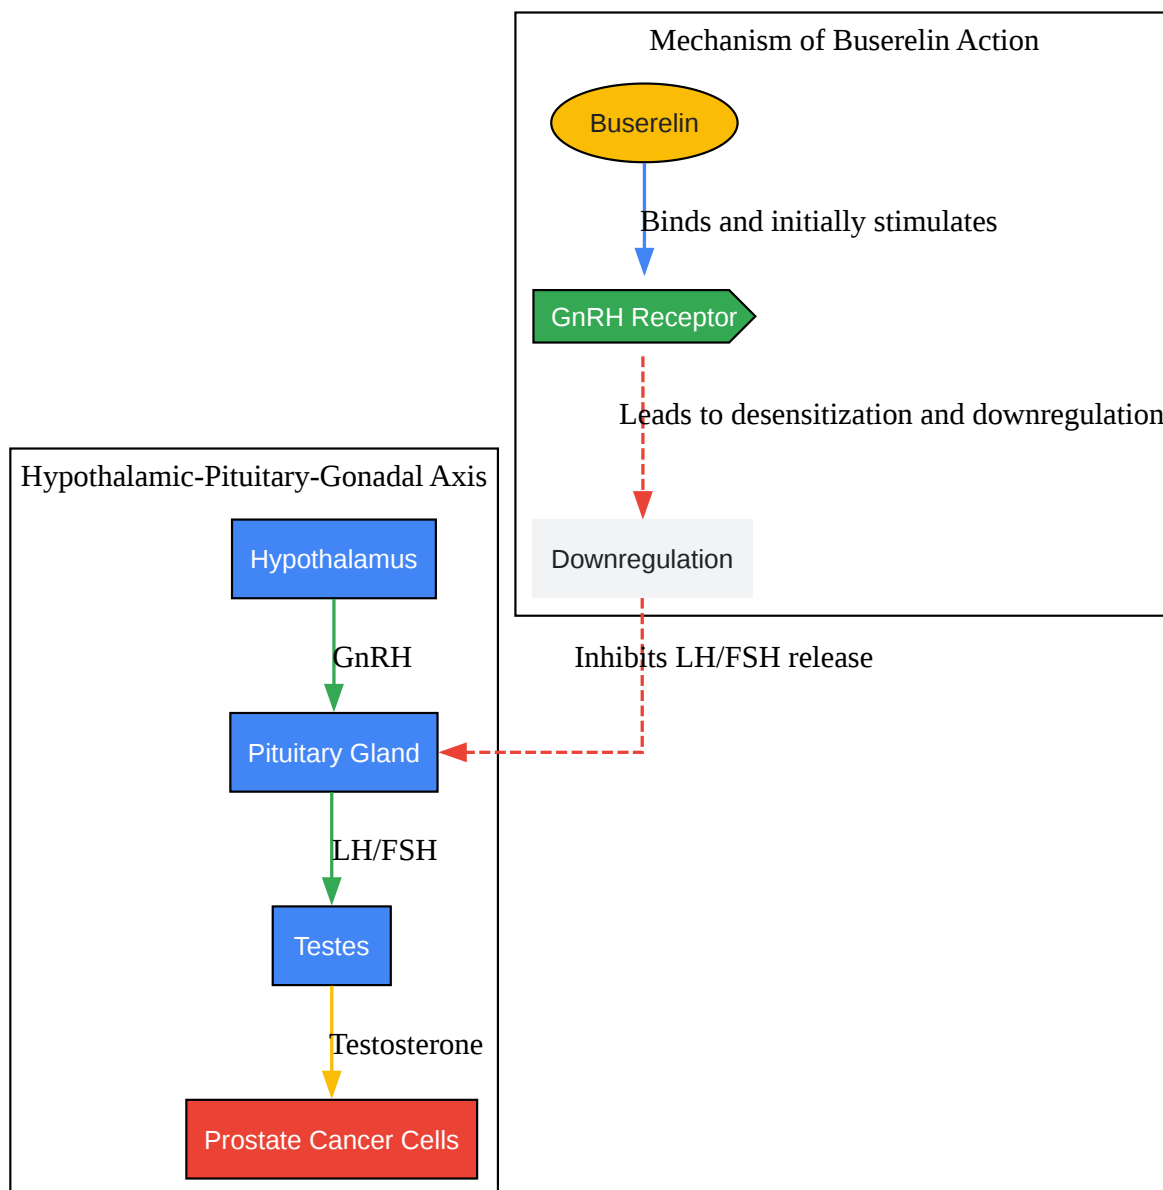 Mechanism of Buserelin Action
Buserelin
Binds and initially stimulates
GnRH Receptor
Leads to desensitization and downregulation
Downregulation
Inhibits LH/FSH release
Hypothalamic-Pituitary-Gonadal Axis
Hypothalamus
GnRH
Pituitary Gland
LH/FSH
Testes
Testosterone
Prostate Cancer Cells